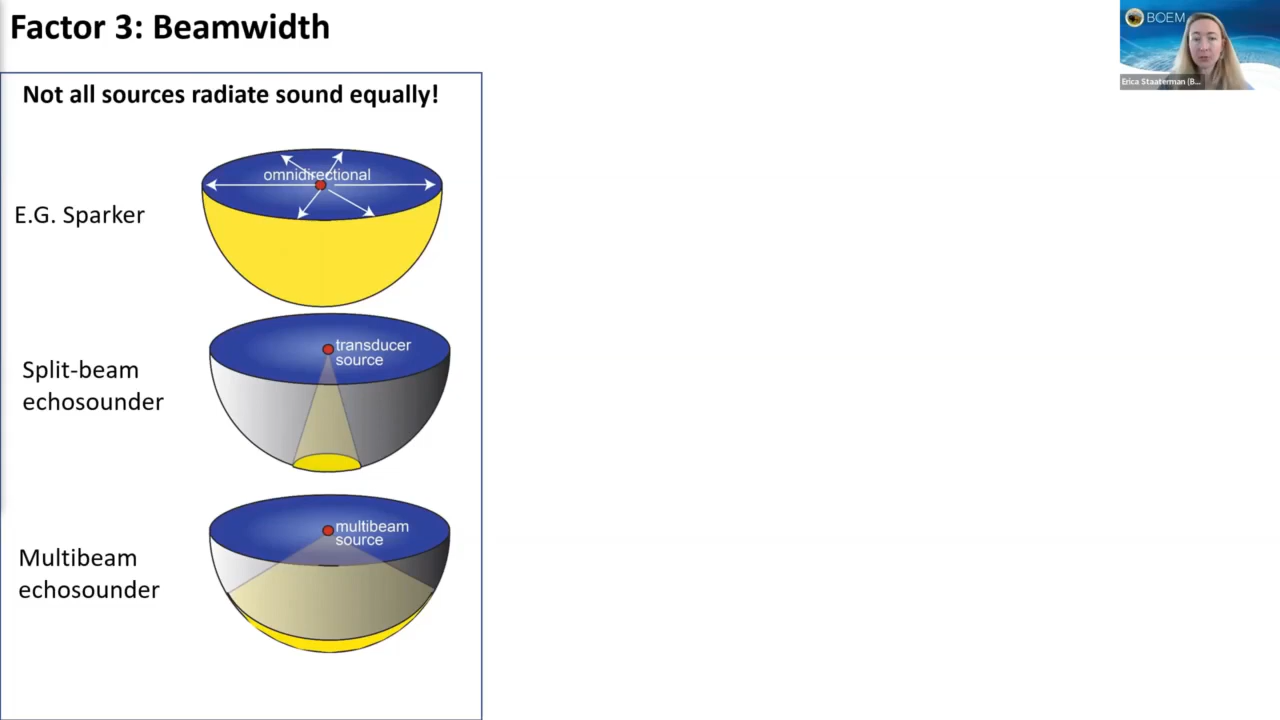 Factor 3: Beamwidth
BOEM
Erica Staaterman (B...
Not all sources radiate sound equally!
omnidirectional
E.G. Sparker
transducer
source
Split-beam
echosounder
multibeam
source
Multibeam
echosounder